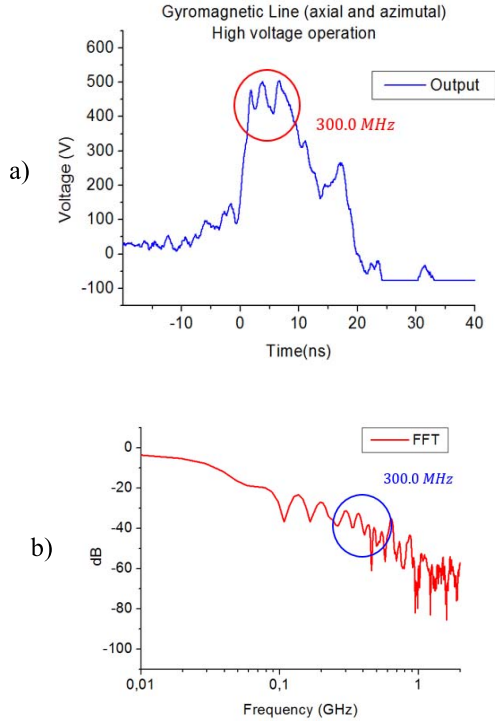 Gyromagnetic Line (axial and azimutal)
High voltage operation
a)
Voltage (V)
600
500
400
300
200
100
0
-100
Output
300.0 MHz
-10 0 10 20 30 40
Time(ns)
b)
dB
0
-20
-40
-60
-80
-100
FFT
300.0 MHz
0,01 0,1 1
Frequency (GHz)